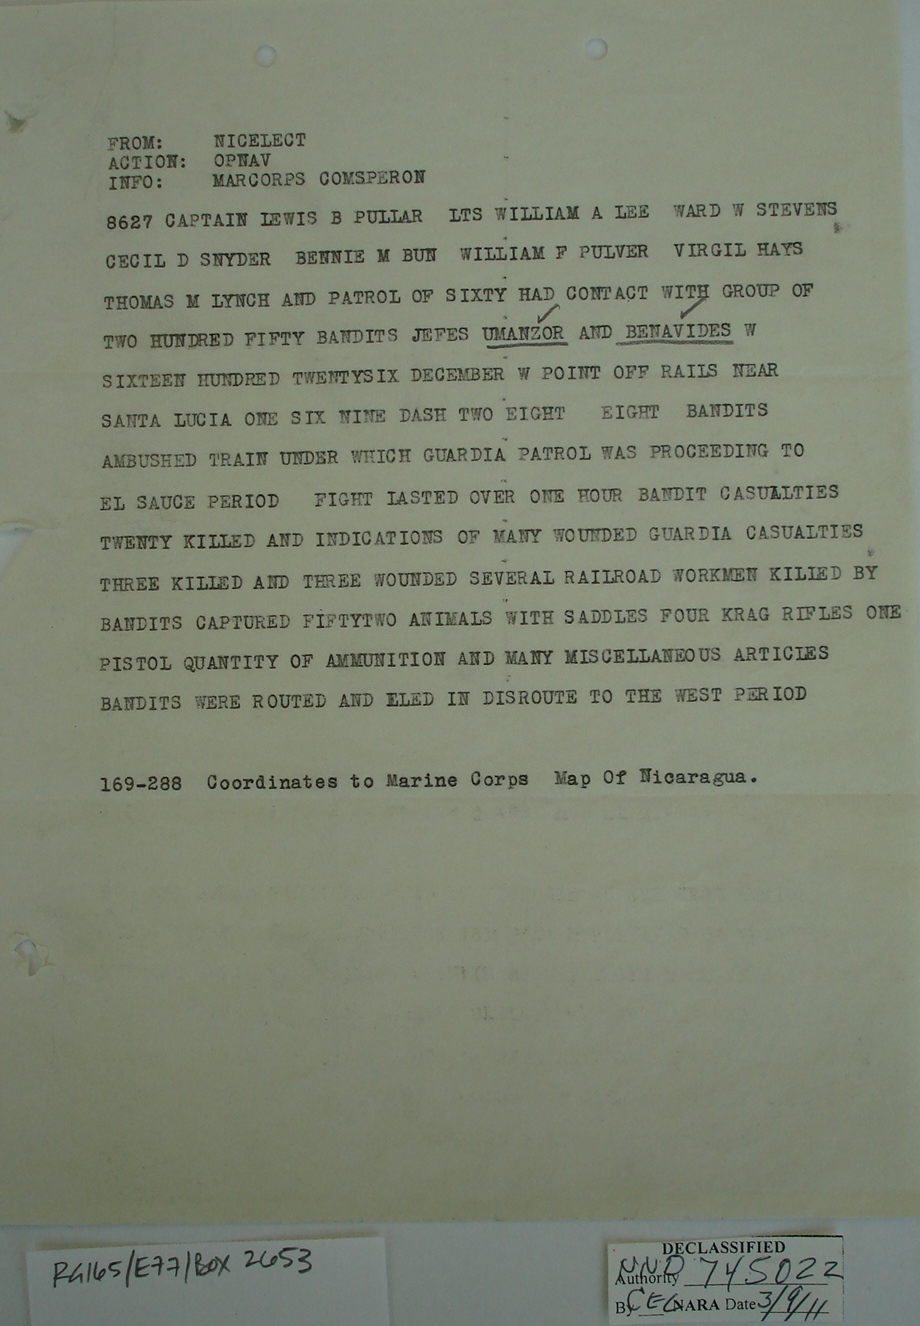 FROM: NICELECT
ACTION: OPNAV
INFO: MARCORPS COMSPERON
8627 CAPTAIN LEWIS B PULLAR LTS WILLIAM A LEE WARD W STEVENS
CECIL D SNYDER BENNIE M BUN WILLIAM F PULVER VIRGIL HAYS
THOMAS M LYNCH AND PATROL OF SIXTY HAD CONTACT WITH GROUP OF
TWO HUNDRED FIFTY BANDITS JEFES UMANZOR AND BENAVIDES W
SIXTEEN HUNDRED TWENTYSIX DECEMBER W POINT OFF RAILS NEAR
SANTA LUCIA ONE SIX NINE DASH TWO EIGHT EIGHT BANDITS
AMBUSHED TRAIN UNDER WHICH GUARDIA PATROL WAS PROCEEDING TO
EL SAUCE PERIOD FIGHT LASTED OVER ONE HOUR BANDIT CASUALTIES
TWENTY KILLED AND INDICATIONS OF MANY WOUNDED GUARDIA CASUALTIES
THREE KILLED AND THREE WOUNDED SEVERAL RAILROAD WORKMEN KILLED BY
BANDITS CAPTURED FIFTYTWO ANIMALS WITH SADDLES FOUR KRAG RIFLES ONE
PISTOL QUANTITY OF AMMUNITION AND MANY MISCELLANEOUS ARTICLES
BANDITS WERE ROUTED AND ELED IN DISROUTE TO THE WEST PERIOD
169-288 Coordinates to Marine Corps Map Of Nicaragua.
RG165/E77/BOX 2653
DECLASSIFIED
Authority NND 745022
By CEC NARA Date 3/9/11